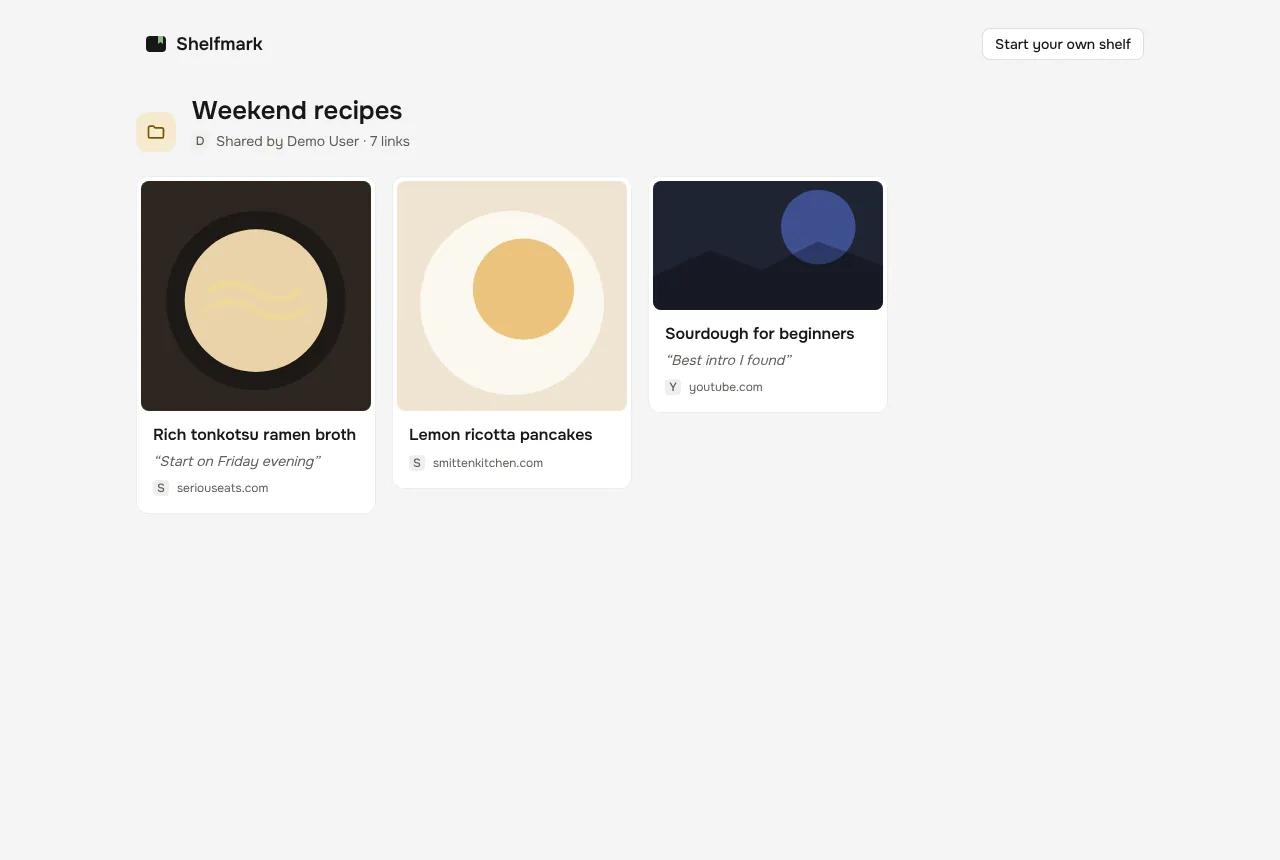 Shelfmark
Start your own shelf
Weekend recipes
D Shared by Demo User · 7 links
Rich tonkotsu ramen broth
“Start on Friday evening”
S seriouseats.com
Lemon ricotta pancakes
S smittenkitchen.com
Sourdough for beginners
“Best intro I found”
Y youtube.com